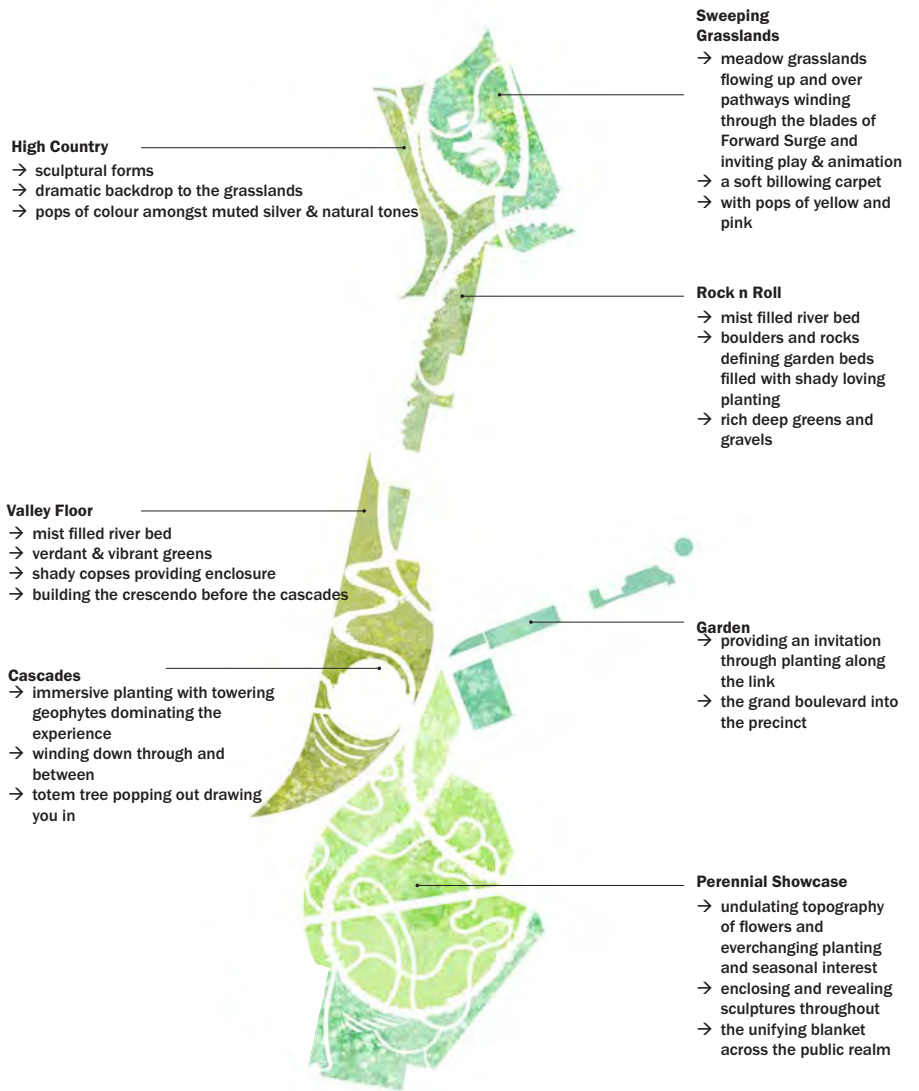 Sweeping
Grasslands
→ meadow grasslands
flowing up and over
pathways winding
through the blades of
Forward Surge and
inviting play & animation
→ a soft billowing carpet
→ with pops of yellow and
pink
High Country
→ sculptural forms
→ dramatic backdrop to the grasslands
→ pops of colour amongst muted silver & natural tones
Rock n Roll
→ mist filled river bed
→ boulders and rocks
defining garden beds
filled with shady loving
planting
→ rich deep greens and
gravels
Valley Floor
→ mist filled river bed
→ verdant & vibrant greens
→ shady copses providing enclosure
→ building the crescendo before the cascades
Garden
→ providing an invitation
through planting along
the link
→ the grand boulevard into
the precinct
Cascades
→ immersive planting with towering
geophytes dominating the
experience
→ winding down through and
between
→ totem tree popping out drawing
you in
Perennial Showcase
→ undulating topography
of flowers and
everchanging planting
and seasonal interest
→ enclosing and revealing
sculptures throughout
→ the unifying blanket
across the public realm